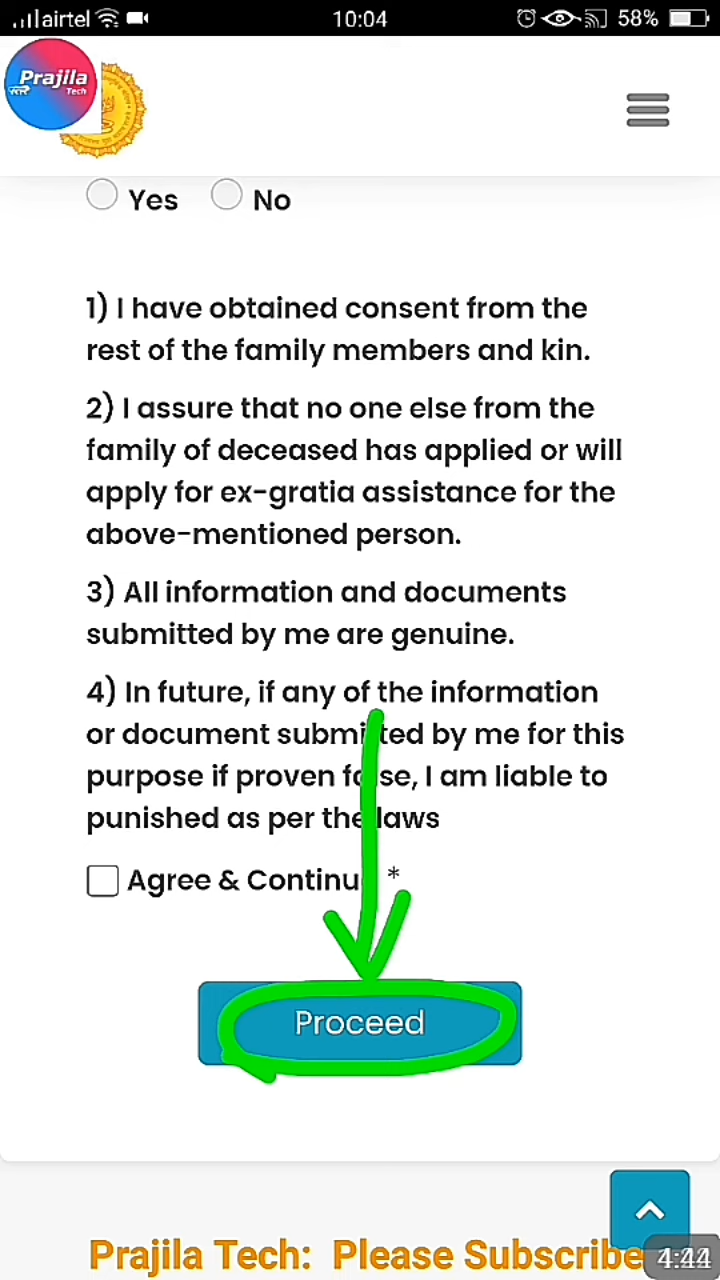 airtel 10:04 58%
Prajila
Tech
Yes No
1) I have obtained consent from the
rest of the family members and kin.
2) I assure that no one else from the
family of deceased has applied or will
apply for ex-gratia assistance for the
above-mentioned person.
3) All information and documents
submitted by me are genuine.
4) In future, if any of the information
or document submitted by me for this
purpose if proven false, I am liable to
punished as per the laws
Agree & Continue *
Proceed
Prajila Tech: Please Subscribe
4:44